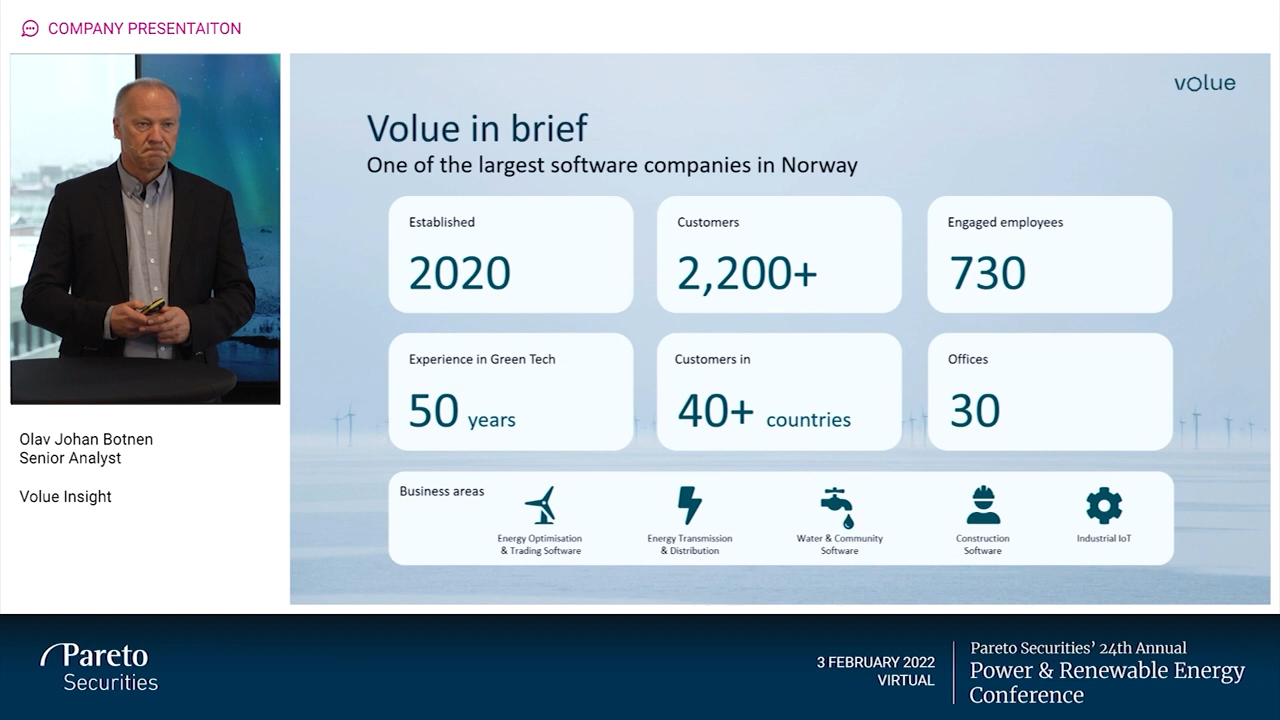 COMPANY PRESENTAITON
volue
Volue in brief
One of the largest software companies in Norway
Established
2020
Customers
2,200+
Engaged employees
730
Experience in Green Tech
50 years
Customers in
40+ countries
Offices
30
Business areas
Energy Optimisation
& Trading Software
Energy Transmission
& Distribution
Water & Community
Software
Construction
Software
Industrial IoT
Olav Johan Botnen
Senior Analyst
Volue Insight
Pareto
Securities
3 FEBRUARY 2022
VIRTUAL
Pareto Securities' 24th Annual
Power & Renewable Energy
Conference